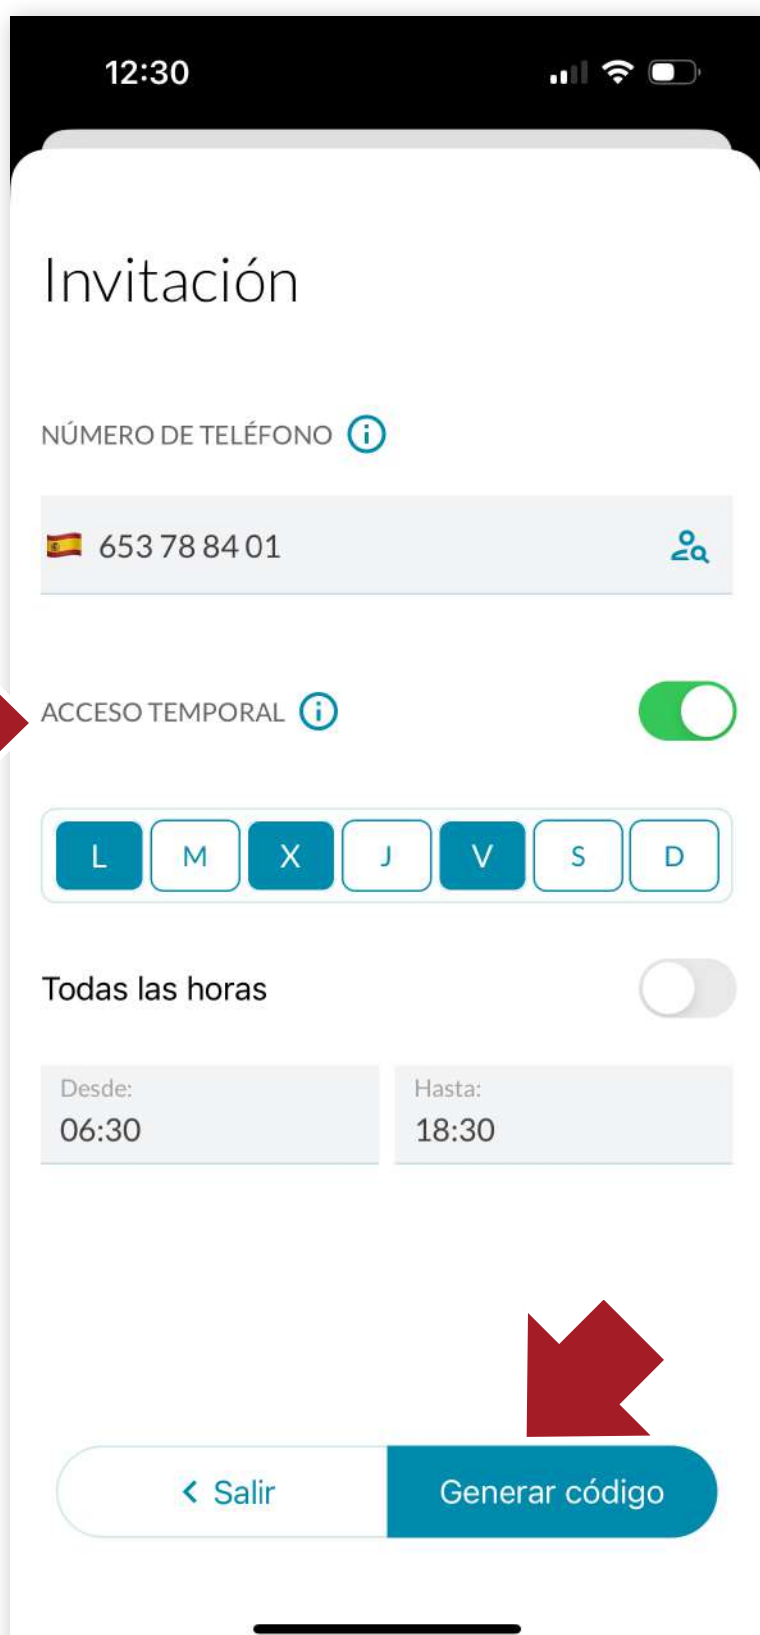 12:30
Invitación
NÚMERO DE TELÉFONO
653 78 84 01
ACCESO TEMPORAL
L M X J V S D
Todas las horas
Desde: Hasta:
06:30 18:30
Salir Generar código